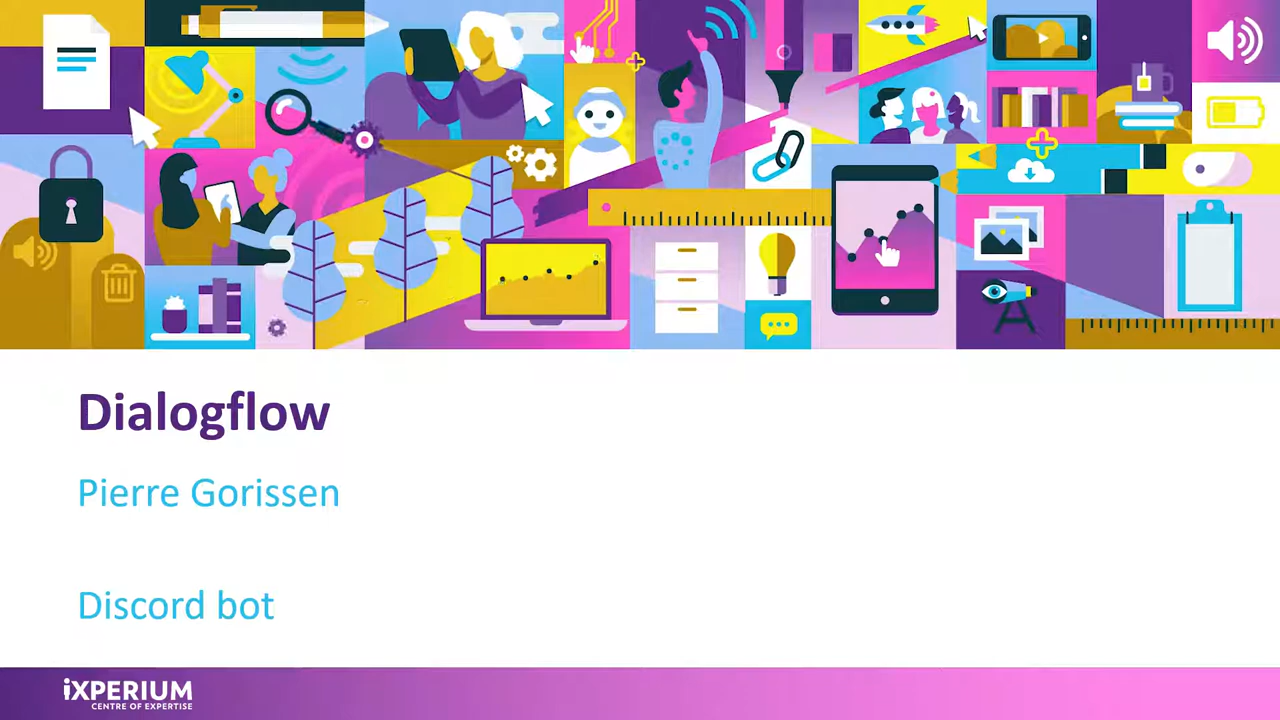 Dialogflow
Pierre Gorissen
Discord bot
iXPERIUM
CENTRE OF EXPERTISE